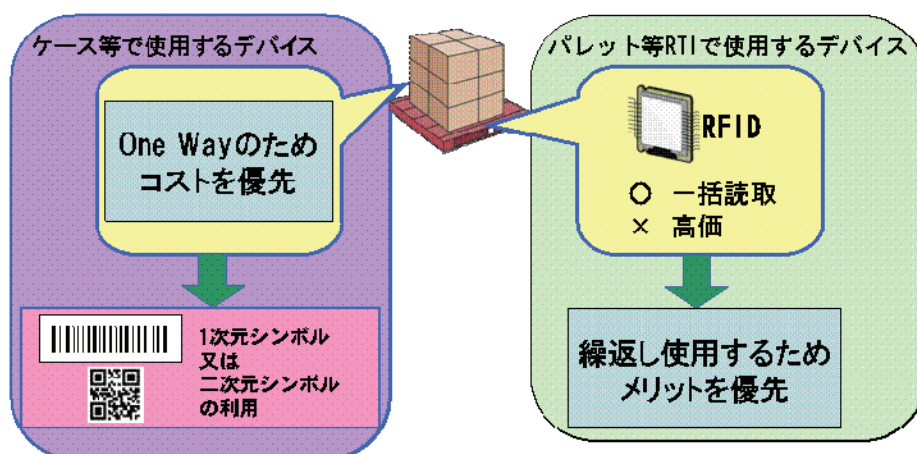 ケース等で使用するデバイス
One Wayのため
コストを優先
1次元シンボル
又は
二次元シンボル
の利用
パレット等RTIで使用するデバイス
RFID
○ 一括読取
× 高価
繰返し使用するため
メリットを優先